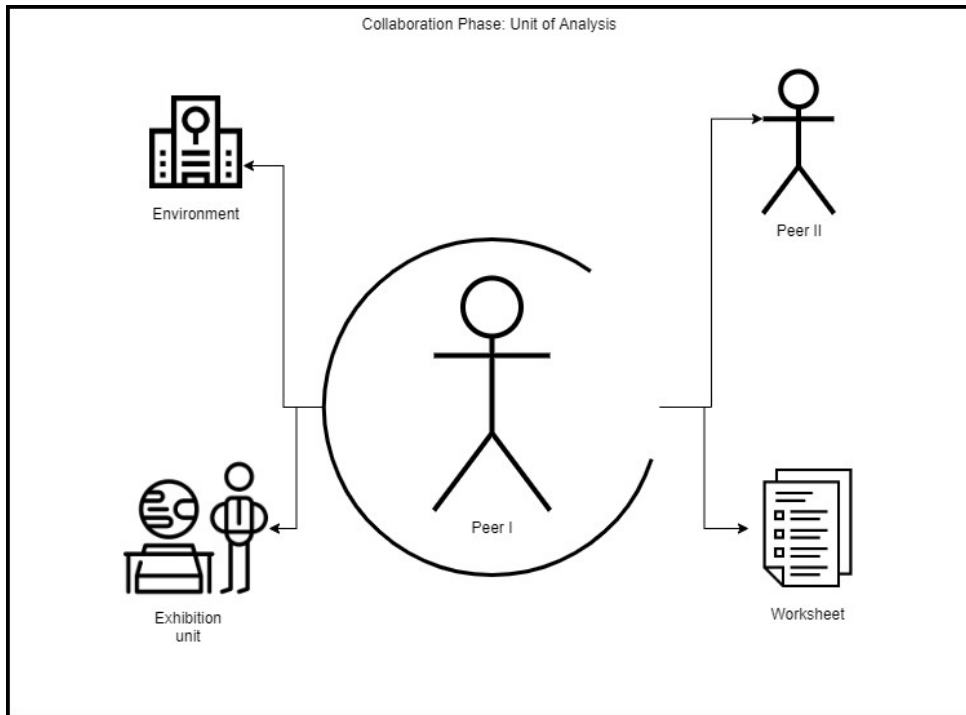 Collaboration Phase: Unit of Analysis
Environment
Peer II
Peer I
Exhibition
unit
Worksheet